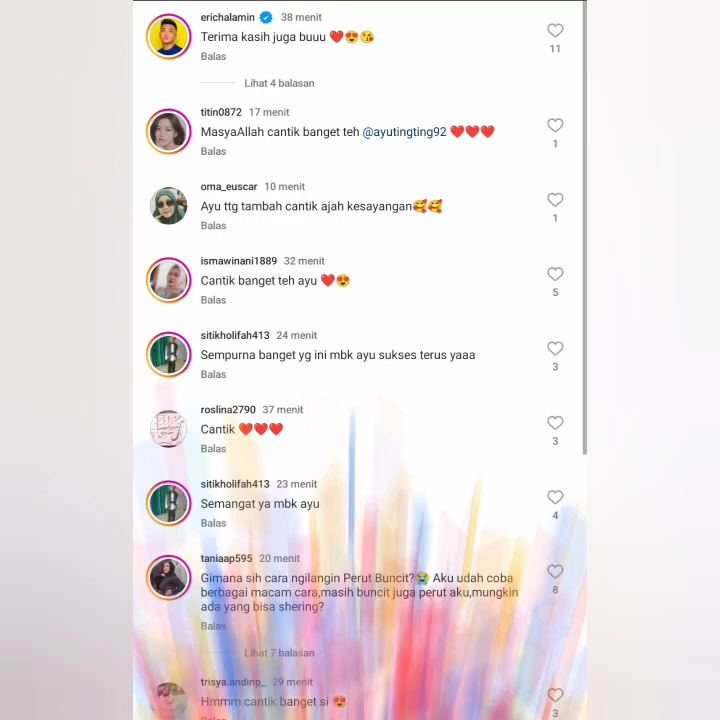 erichalamin 38 menit
Terima kasih juga buuu ❤️😍😘
11
Balas
Lihat 4 balasan
titin0872 17 menit
MasyaAllah cantik banget teh @ayutingting92 ❤️❤️❤️
1
Balas
oma_euscar 10 menit
Ayu ttg tambah cantik ajah kesayangan🥰🥰
1
Balas
ismawinani1889 32 menit
Cantik banget teh ayu ❤️😍
5
Balas
sitikholifah413 24 menit
Sempurna banget yg ini mbk ayu sukses terus yaaa
3
Balas
roslina2790 37 menit
Cantik ❤️❤️❤️
3
Balas
sitikholifah413 23 menit
Semangat ya mbk ayu
4
Balas
taniaap595 20 menit
Gimana sih cara ngilangin Perut Buncit?😭 Aku udah coba
8
berbagai macam cara,masih buncit juga perut aku,mungkin
ada yang bisa shering?
Balas
Lihat 7 balasan
trisya.andinp_ 29 menit
Hmmm cantik banget si 😍
3
Balas